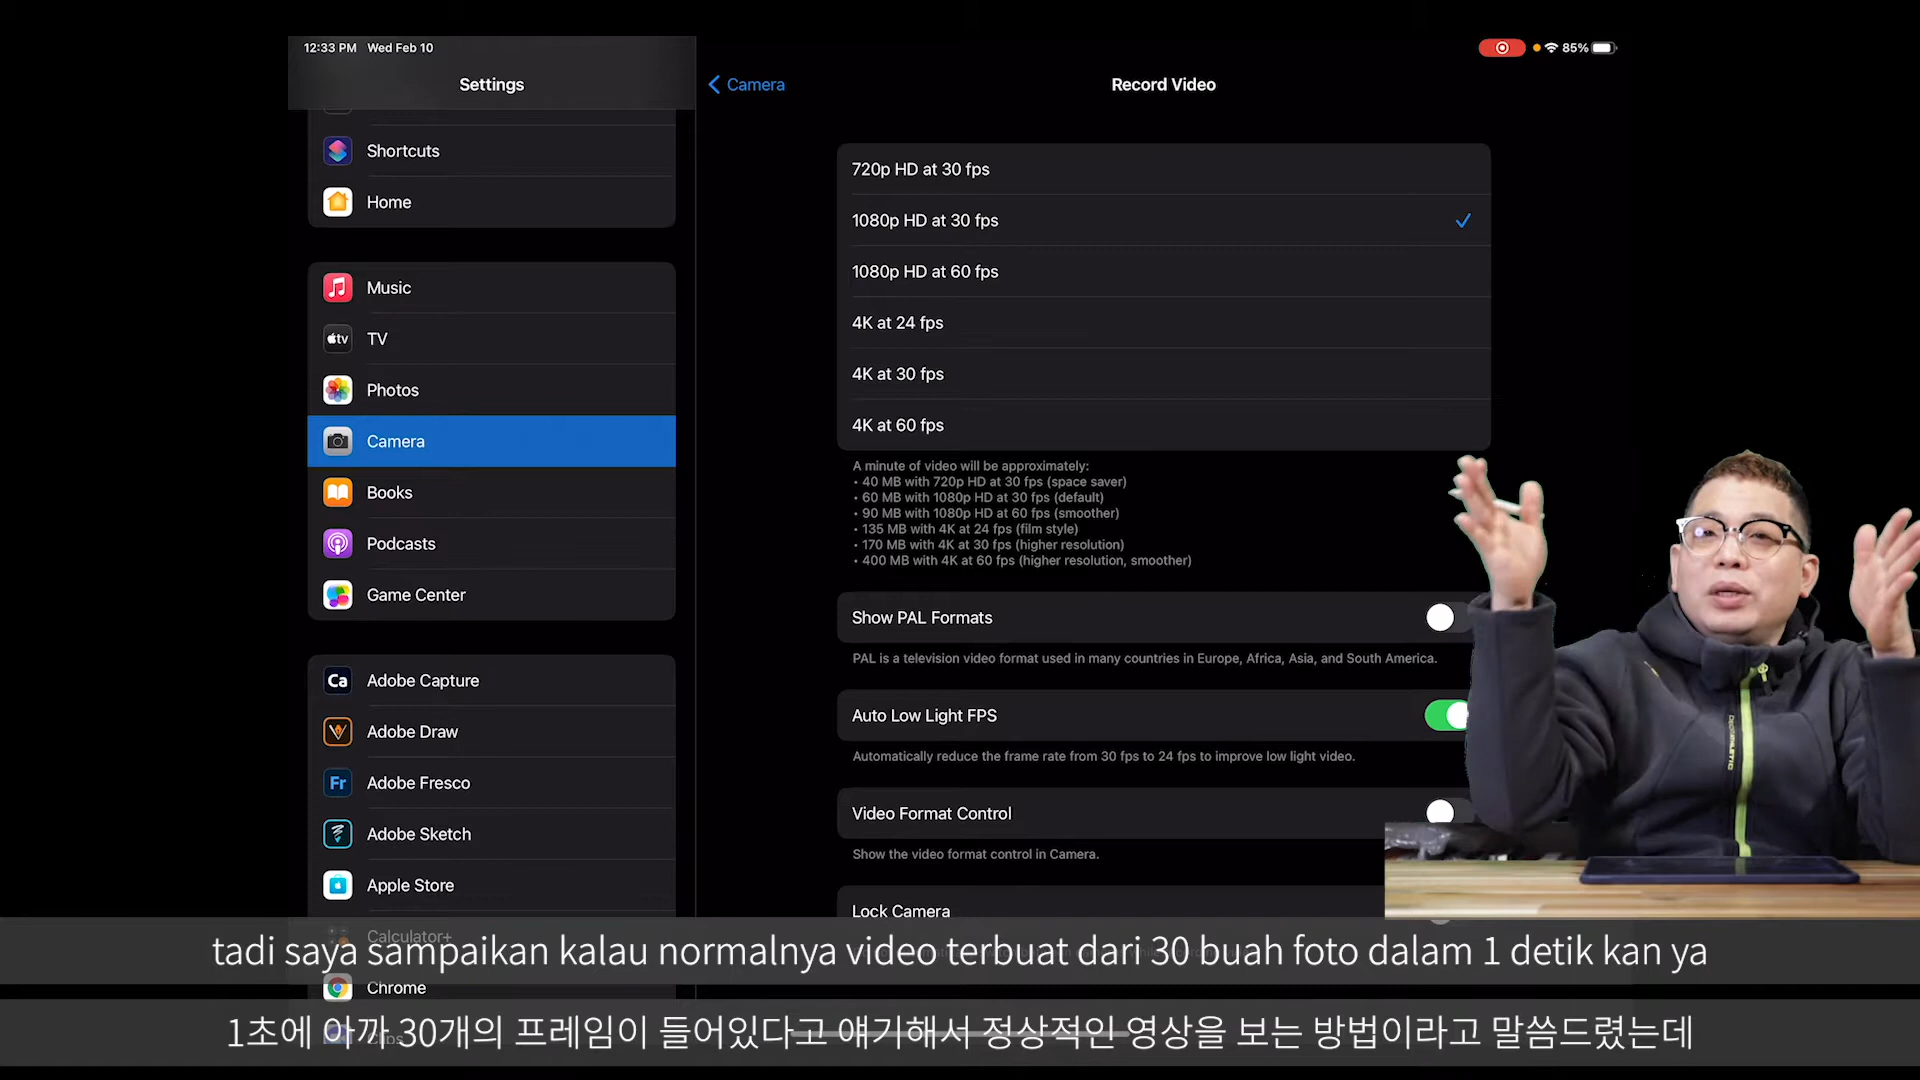 12:33 PM Wed Feb 10
85%
Settings
Camera
Record Video
Shortcuts
Home
Music
tv
TV
Photos
Camera
Books
Podcasts
Game Center
Ca
Adobe Capture
Adobe Draw
Fr
Adobe Fresco
Adobe Sketch
Apple Store
Calculator+
Chrome
720p HD at 30 fps
1080p HD at 30 fps
1080p HD at 60 fps
4K at 24 fps
4K at 30 fps
4K at 60 fps
A minute of video will be approximately:
• 40 MB with 720p HD at 30 fps (space saver)
• 60 MB with 1080p HD at 30 fps (default)
• 90 MB with 1080p HD at 60 fps (smoother)
• 135 MB with 4K at 24 fps (film style)
• 170 MB with 4K at 30 fps (higher resolution)
• 400 MB with 4K at 60 fps (higher resolution, smoother)
Show PAL Formats
PAL is a television video format used in many countries in Europe, Africa, Asia, and South America.
Auto Low Light FPS
Automatically reduce the frame rate from 30 fps to 24 fps to improve low light video.
Video Format Control
Show the video format control in Camera.
Lock Camera
tadi saya sampaikan kalau normalnya video terbuat dari 30 buah foto dalam 1 detik kan ya
1초에 아까 30개의 프레임이 들어있다고 얘기해서 정상적인 영상을 보는 방법이라고 말씀드렸는데